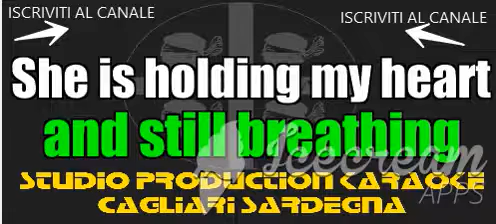 ISCRIVITI AL CANALE ISCRIVITI AL CANALE
She is holding my heart
and still breathing
Icecream
APPS
STUDIO PRODUCTION KARAOKE
CAGLIARI SARDEGNA